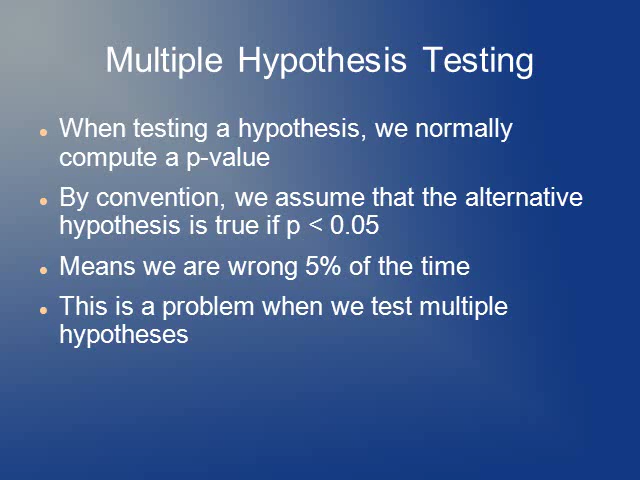 Multiple Hypothesis Testing
When testing a hypothesis, we normally
compute a p-value
By convention, we assume that the alternative
hypothesis is true if p < 0.05
Means we are wrong 5% of the time
This is a problem when we test multiple
hypotheses